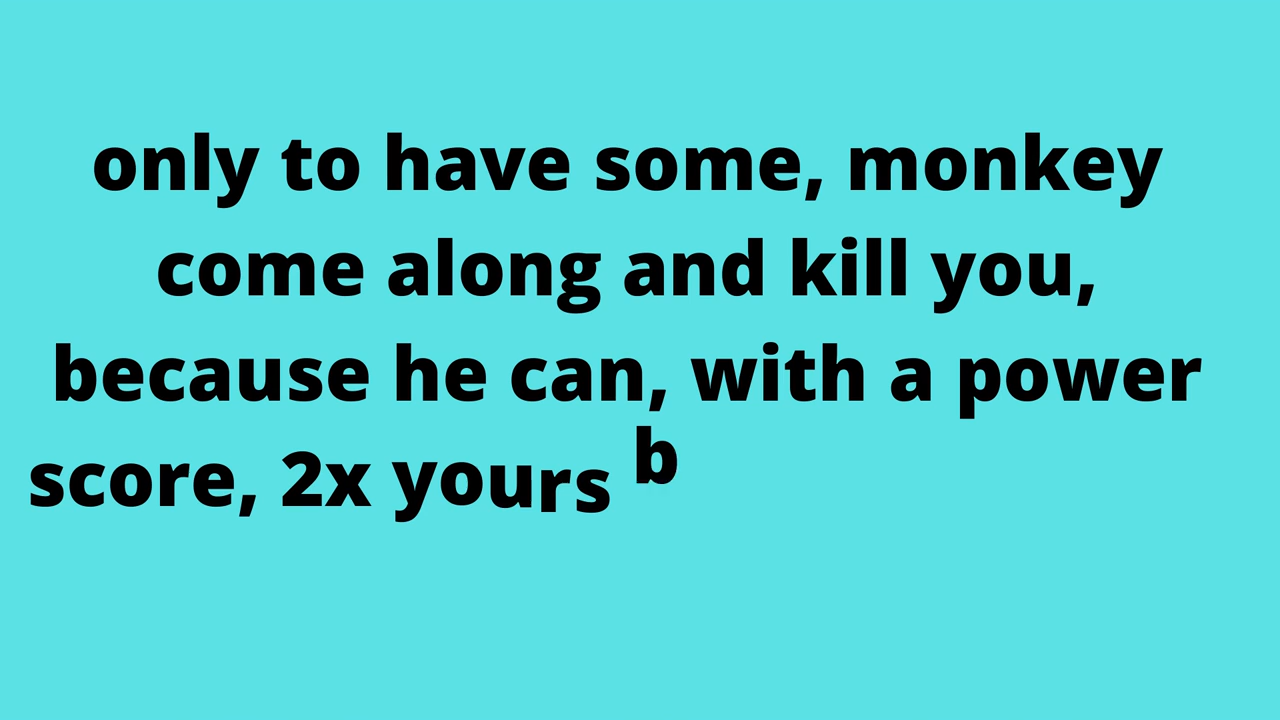 only to have some, monkey
come along and kill you,
because he can, with a power
score, 2x yours b